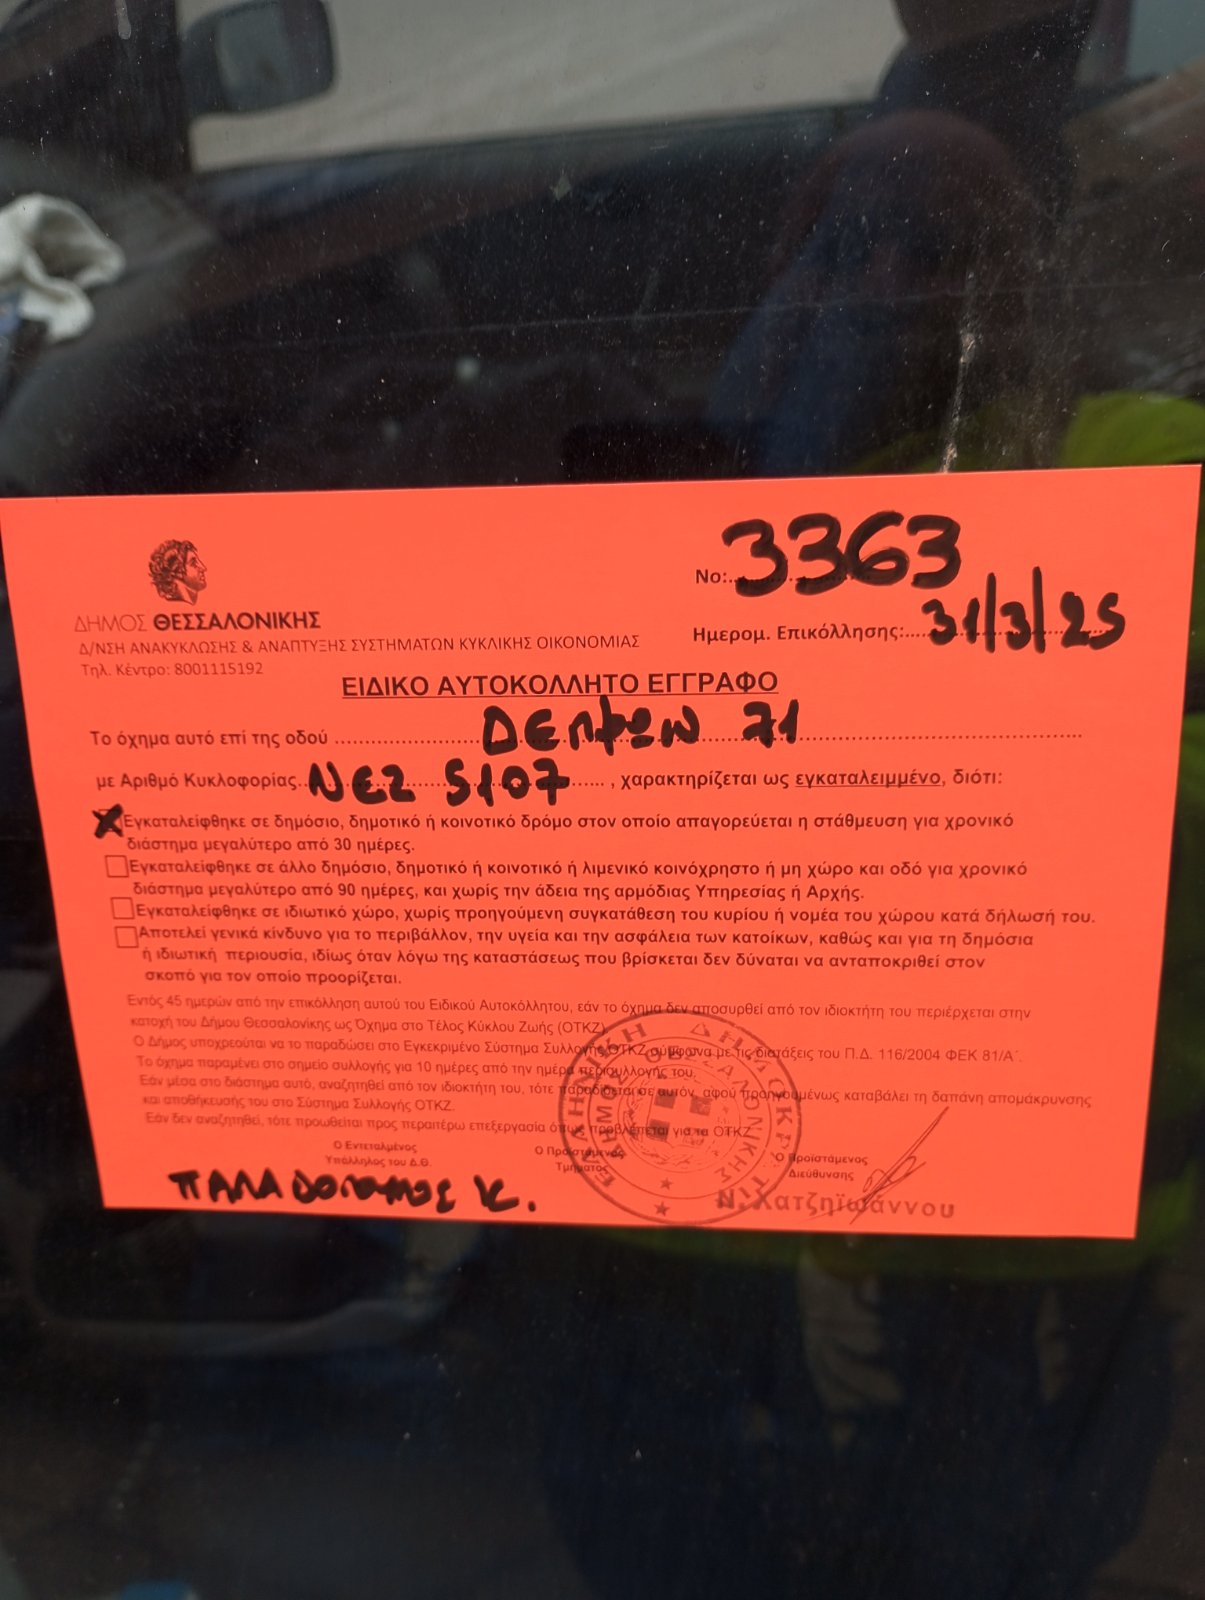 Νο:..3363
ΔΗΜΟΣ ΘΕΣΣΑΛΟΝΙΚΗΣ
Ημερομ. Επικόλλησης:....31/3/25
Δ/ΝΣΗ ΑΝΑΚΥΚΛΩΣΗΣ & ΑΝΑΠΤΥΞΗΣ ΣΥΣΤΗΜΑΤΩΝ ΚΥΚΛΙΚΗΣ ΟΙΚΟΝΟΜΙΑΣ
Τηλ. Κέντρο: 8001115192
ΕΙΔΙΚΟ ΑΥΤΟΚΟΛΛΗΤΟ ΕΓΓΡΑΦΟ
Το όχημα αυτό επί της οδού ........ΔΕΛΦΩΝ 71........
με Αριθμό Κυκλοφορίας..ΝΕΖ 5107...... , χαρακτηρίζεται ως εγκαταλειμμένο, διότι:
Εγκαταλείφθηκε σε δημόσιο, δημοτικό ή κοινοτικό δρόμο στον οποίο απαγορεύεται η στάθμευση για χρονικό
διάστημα μεγαλύτερο από 30 ημέρες.
Εγκαταλείφθηκε σε άλλο δημόσιο, δημοτικό ή κοινοτικό ή λιμενικό κοινόχρηστο ή μη χώρο και οδό για χρονικό
διάστημα μεγαλύτερο από 90 ημέρες, και χωρίς την άδεια της αρμόδιας Υπηρεσίας ή Αρχής.
Εγκαταλείφθηκε σε ιδιωτικό χώρο, χωρίς προηγούμενη συγκατάθεση του κυρίου ή νομέα του χώρου κατά δήλωσή του.
Αποτελεί γενικά κίνδυνο για το περιβάλλον, την υγεία και την ασφάλεια των κατοίκων, καθώς και για τη δημόσια
ή ιδιωτική περιουσία, ιδίως όταν λόγω της καταστάσεως που βρίσκεται δεν δύναται να ανταποκριθεί στον
σκοπό για τον οποίο προορίζεται.
Εντός 45 ημερών από την επικόλληση αυτού του Ειδικού Αυτοκόλλητου, εάν το όχημα δεν αποσυρθεί από τον ιδιοκτήτη του περιέρχεται στην
κατοχή του Δήμου Θεσσαλονίκης ως Όχημα στο Τέλος Κύκλου Ζωής (ΟΤΚΖ).
Ο Δήμος υποχρεούται να το παραδώσει στο Εγκεκριμένο Σύστημα Συλλογής ΟΤΚΖ σύμφωνα με τις διατάξεις του Π.Δ. 116/2004 ΦΕΚ 81/Α΄.
Το όχημα παραμένει στο σημείο συλλογής για 10 ημέρες από την ημέρα περισυλλογής του.
Εάν μέσα στο διάστημα αυτό, αναζητηθεί από τον ιδιοκτήτη του, τότε παραδίδεται σε αυτόν, αφού προηγουμένως καταβάλει τη δαπάνη απομάκρυνσης
και αποθήκευσής του στο Σύστημα Συλλογής ΟΤΚΖ.
Εάν δεν αναζητηθεί, τότε προωθείται προς περαιτέρω επεξεργασία όπως προβλέπεται για τα ΟΤΚΖ.
Ο Εντεταλμένος
Υπάλληλος του Δ.Θ.
Ο Προϊστάμενος
Τμήματος
Ο Προϊστάμενος
Διεύθυνσης
ΕΛΛΗΝΙΚΗ ΔΗΜΟΚΡΑΤΙΑ
ΔΗΜΟΣ ΘΕΣΣΑΛΟΝΙΚΗΣ
ΠΑΠΑΔΟΠΟΥΛΟΣ Κ.
Ν. Χατζηϊωάννου